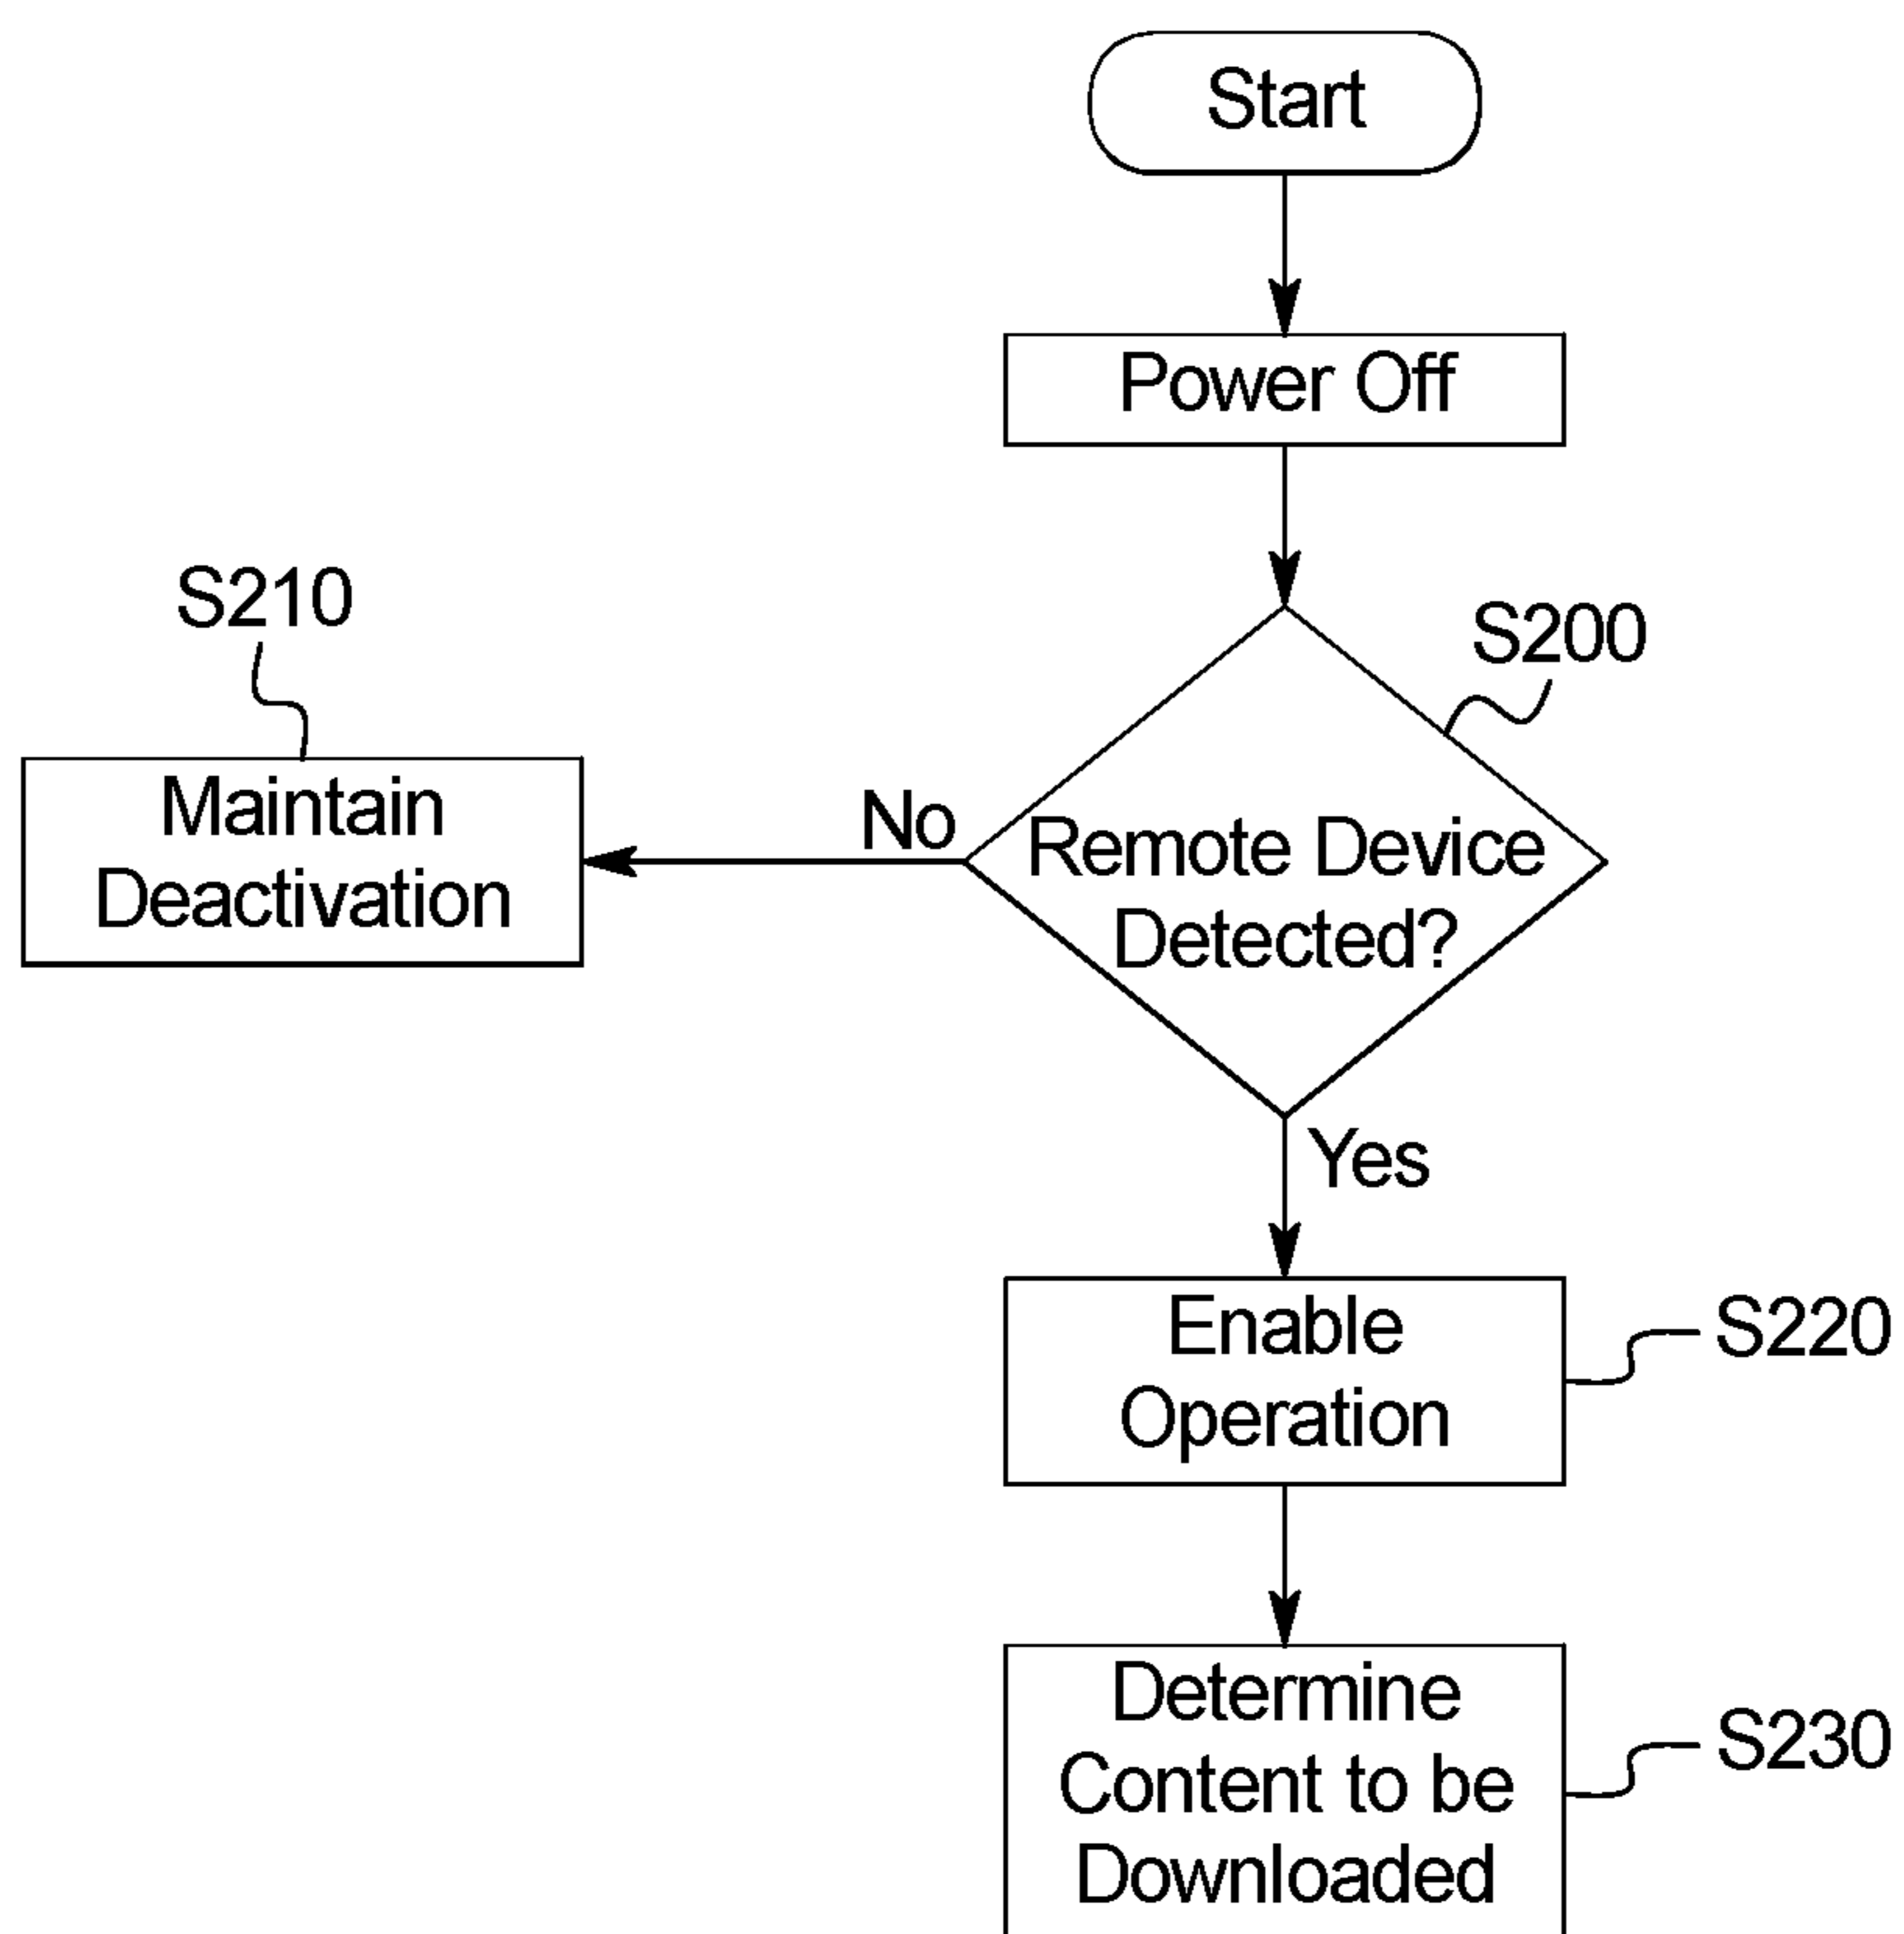 Start
Power Off
S210
S200
Maintain
Deactivation
No
Remote Device
Detected?
Yes
Enable
Operation
S220
Determine
Content to be
Downloaded
S230